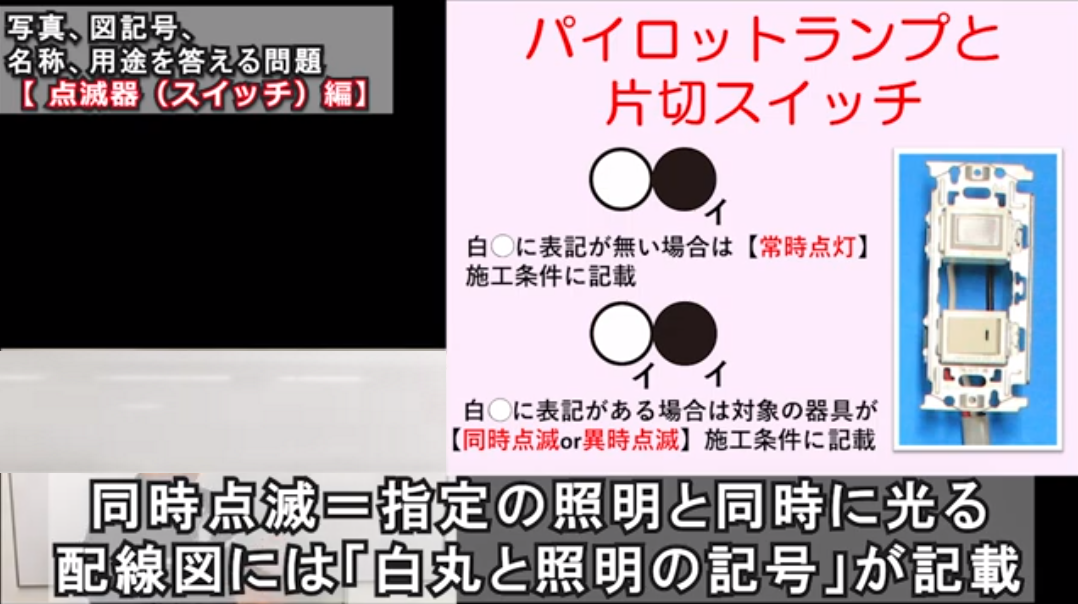 写真、図記号、
名称、用途を答える問題
【 点滅器（スイッチ）編】
パイロットランプと
片切スイッチ
イ
白○に表記が無い場合は【常時点灯】
施工条件に記載
イ イ
白○に表記がある場合は対象の器具が
【同時点滅or異時点滅】施工条件に記載
同時点滅＝指定の照明と同時に光る
配線図には「白丸と照明の記号」が記載